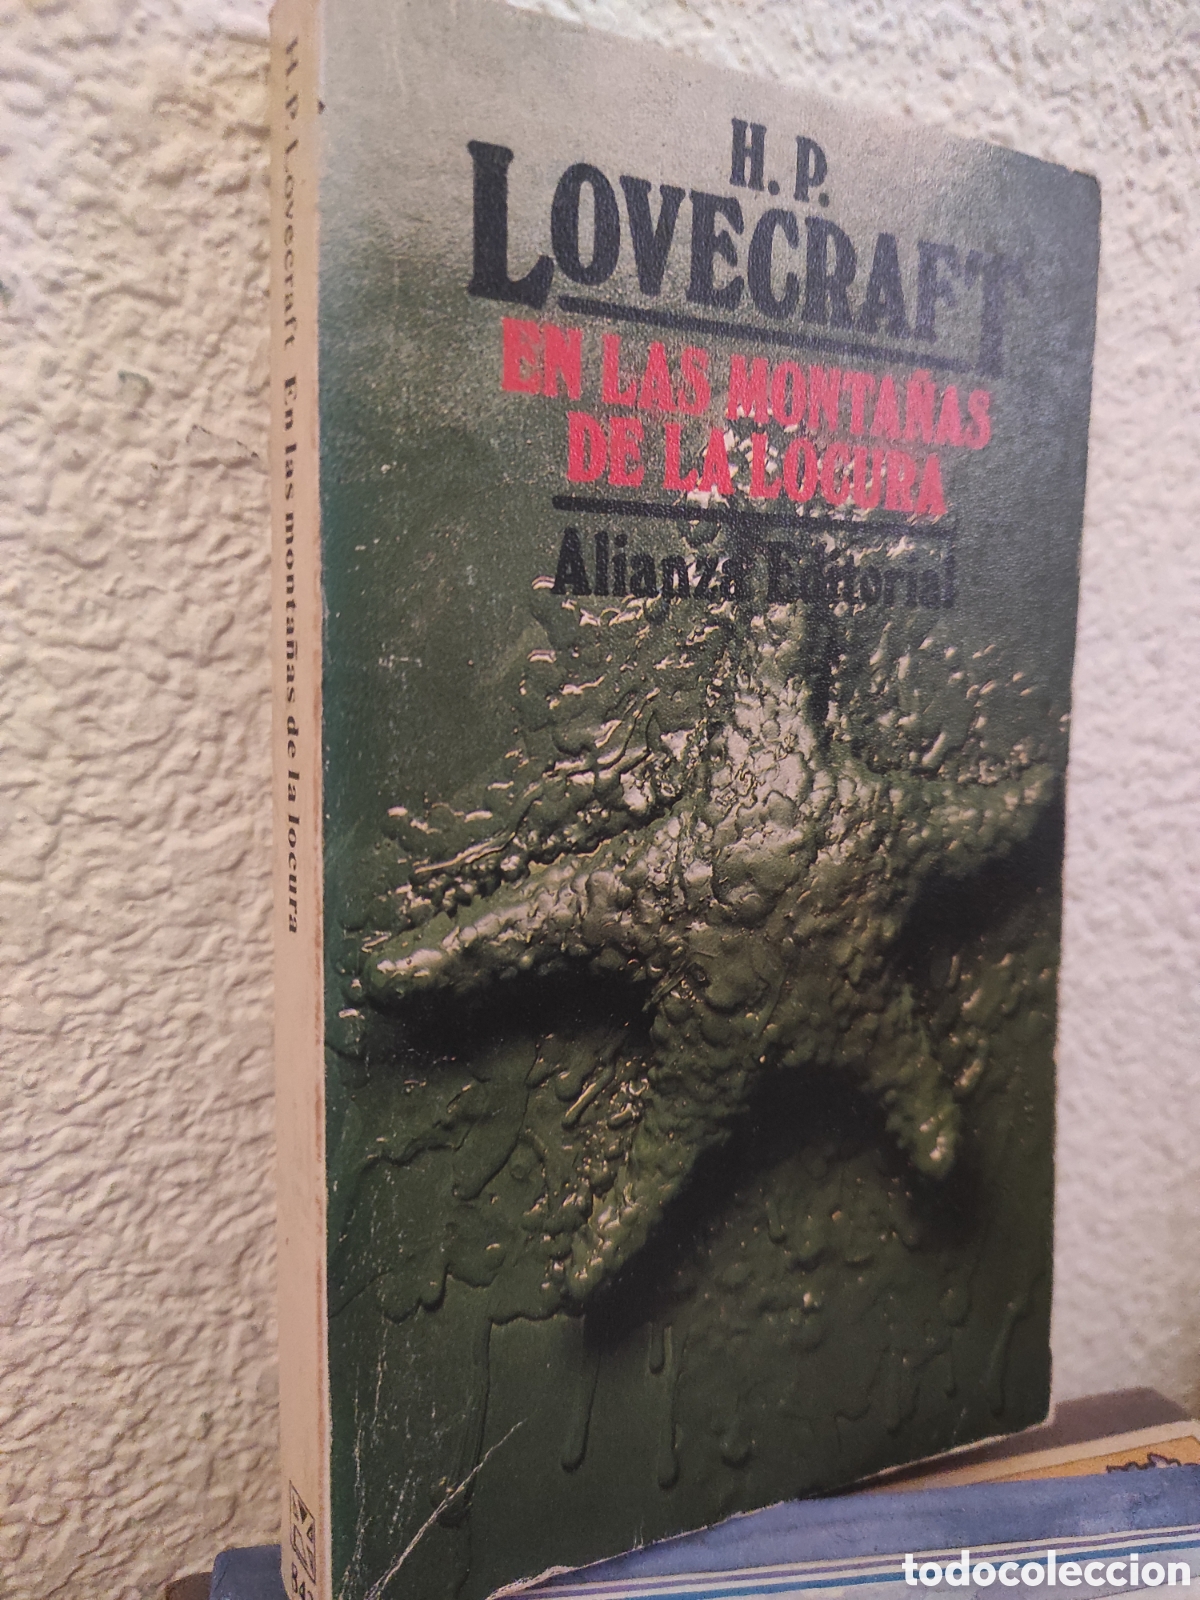 H. P.
LOVECRAFT
EN LAS MONTAÑAS
DE LA LOCURA
Alianza Editorial
H. P. Lovecraft En las montañas de la locura
todocoleccion